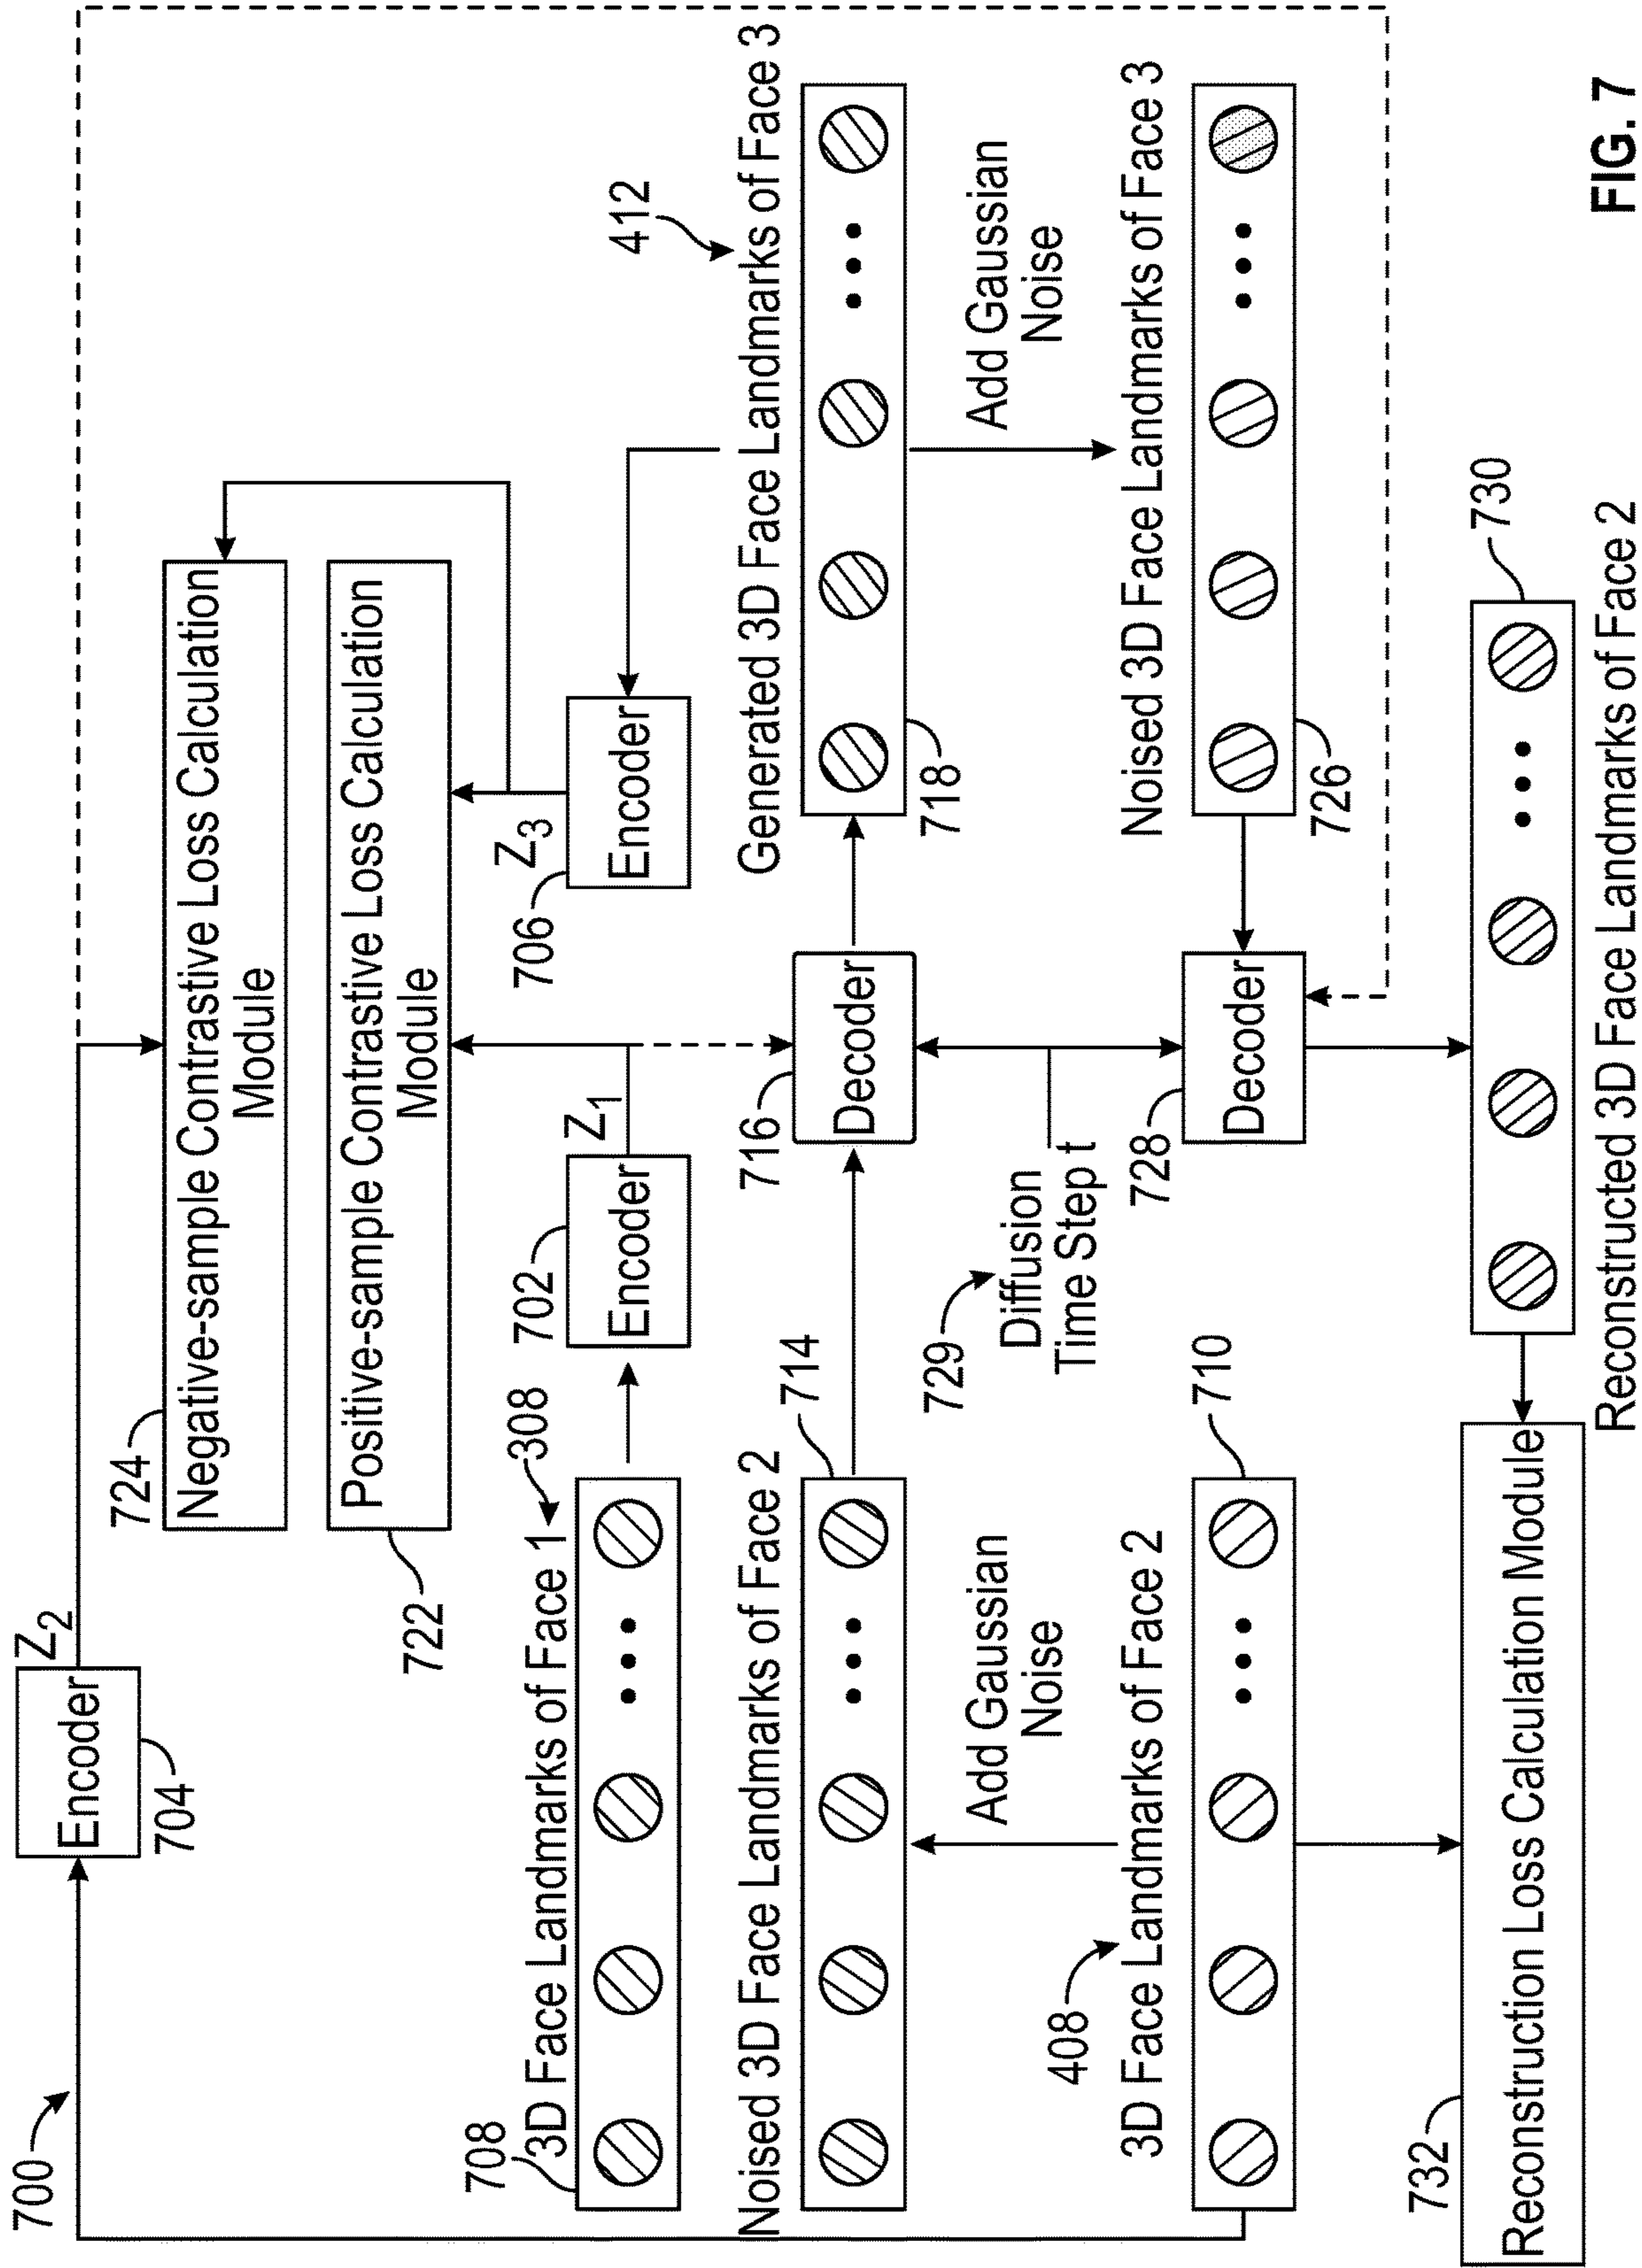 700
Encoder
704
Z2
724
Negative-sample Contrastive Loss Calculation
Module
722
Positive-sample Contrastive Loss Calculation
Module
708
3D Face Landmarks of Face 1
308
702
Encoder
Z1
706
Encoder
Z3
412
Noised 3D Face Landmarks of Face 2
714
716
Decoder
Generated 3D Face Landmarks of Face 3
718
Add Gaussian
Noise
729
Diffusion
Time Step t
Add Gaussian
Noise
408
3D Face Landmarks of Face 2
710
728
Decoder
Noised 3D Face Landmarks of Face 3
726
732
Reconstruction Loss Calculation Module
730
Reconstructed 3D Face Landmarks of Face 2
FIG. 7